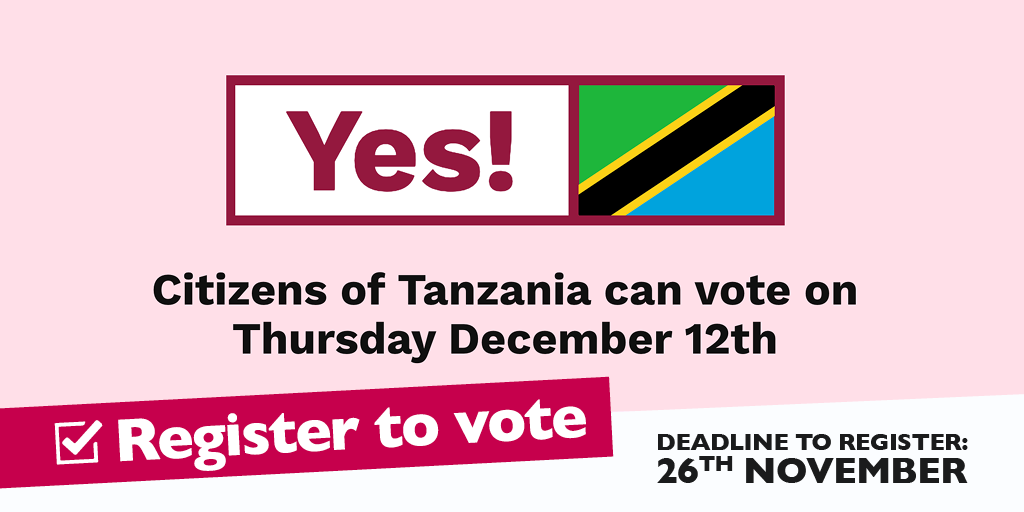 Yes!
Citizens of Tanzania can vote on
Thursday December 12th
Register to vote
DEADLINE TO REGISTER:
26TH NOVEMBER